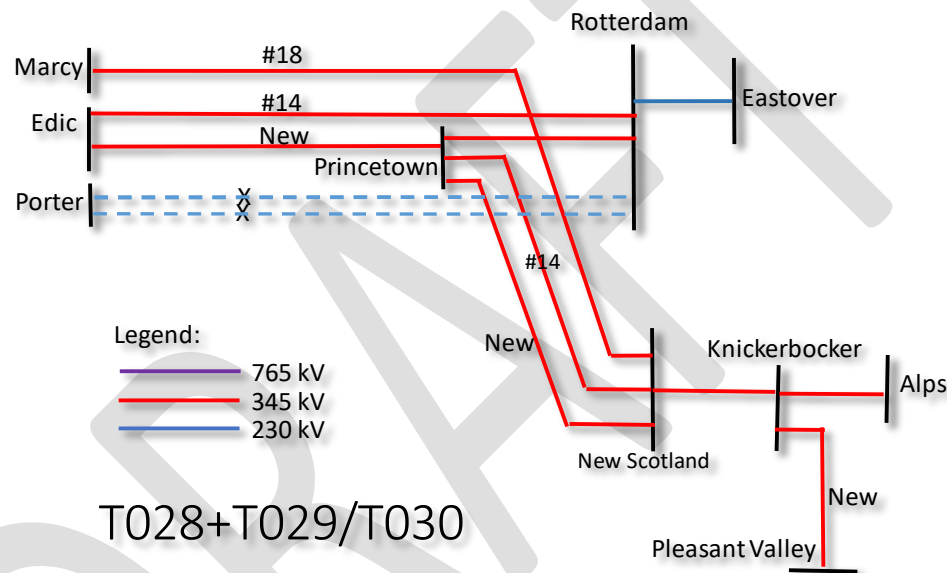 Rotterdam
#18
Marcy
Eastover
#14
Edic
New
Princetown
Porter
X
X
X
#14
Legend:
New
Knickerbocker
765 kV
Alps
345 kV
230 kV
New Scotland
New
T028+T029/T030
Pleasant Valley
DRAFT